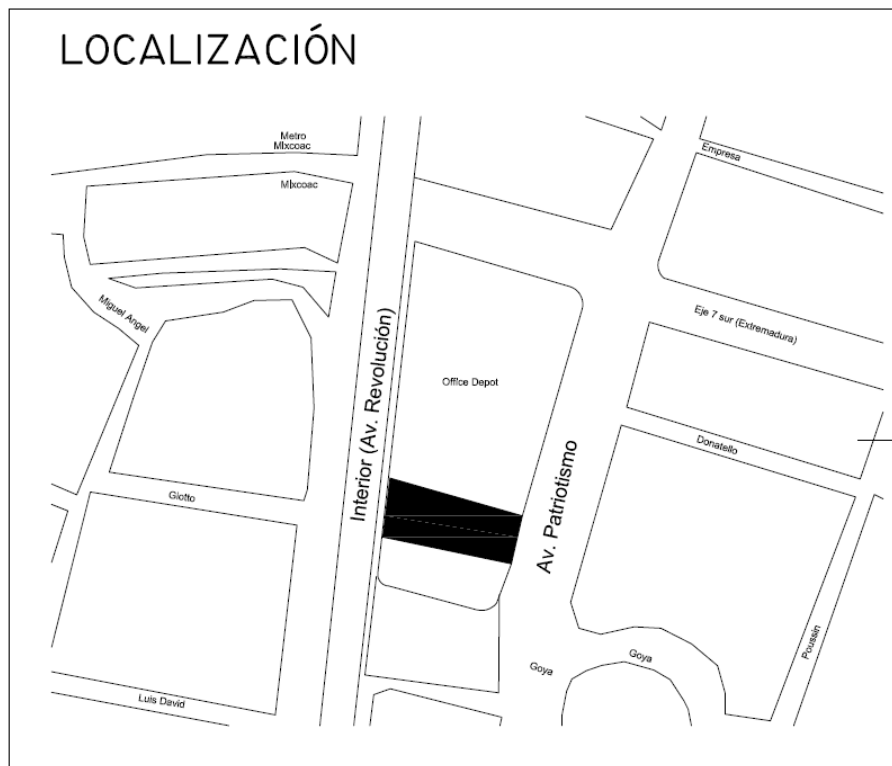 LOCALIZACIÓN
Metro
MIxcoac
MIxcoac
Empresa
Miguel Angel
Eje 7 sur (Extremadura)
Interior (Av. Revolución)
Office Depot
Av. Patriotismo
Donatello
Giotto
Goya
Goya
Poussin
Luis David